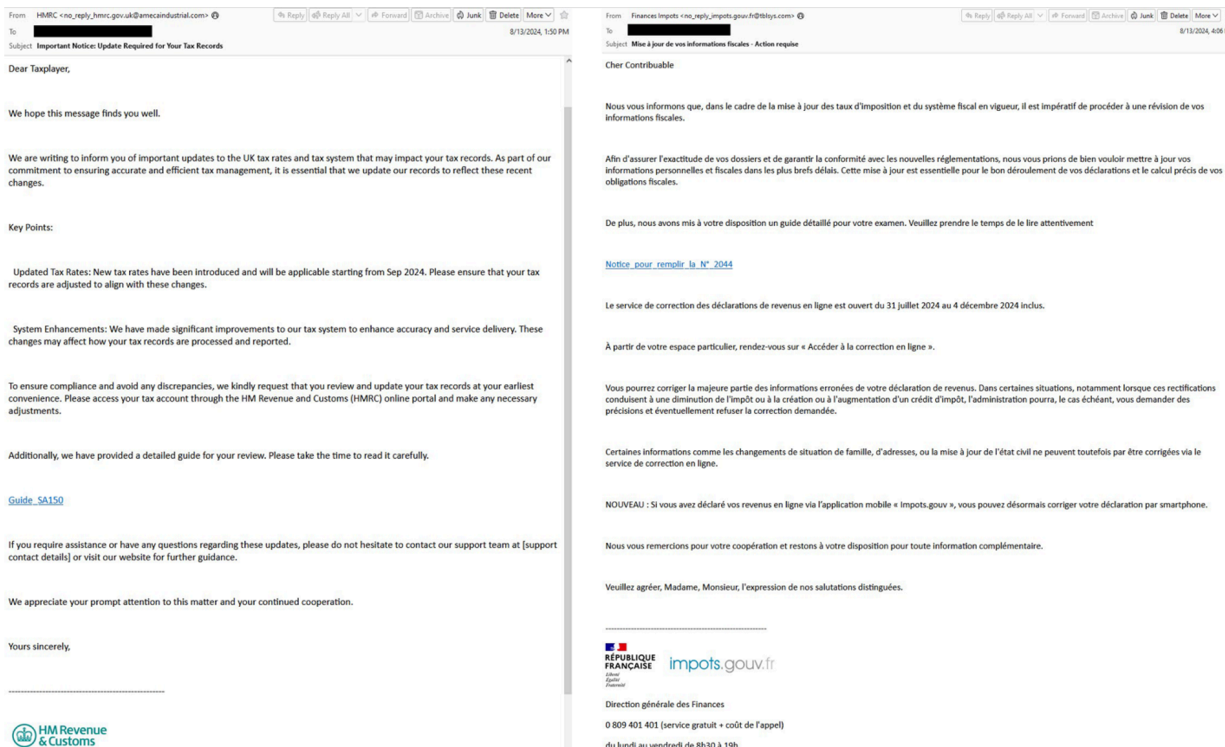 From HMRC <no_reply_hmrc.gov.uk@amecaindustrial.com>
Reply Reply All Forward Archive Junk Delete More
To
8/13/2024, 1:50 PM
Subject Important Notice: Update Required for Your Tax Records
Dear Taxplayer,
We hope this message finds you well.
We are writing to inform you of important updates to the UK tax rates and tax system that may impact your tax records. As part of our
commitment to ensuring accurate and efficient tax management, it is essential that we update our records to reflect these recent
changes.
Key Points:
Updated Tax Rates: New tax rates have been introduced and will be applicable starting from Sep 2024. Please ensure that your tax
records are adjusted to align with these changes.
System Enhancements: We have made significant improvements to our tax system to enhance accuracy and service delivery. These
changes may affect how your tax records are processed and reported.
To ensure compliance and avoid any discrepancies, we kindly request that you review and update your tax records at your earliest
convenience. Please access your tax account through the HM Revenue and Customs (HMRC) online portal and make any necessary
adjustments.
Additionally, we have provided a detailed guide for your review. Please take the time to read it carefully.
Guide_SA150
If you require assistance or have any questions regarding these updates, please do not hesitate to contact our support team at [support
contact details] or visit our website for further guidance.
We appreciate your prompt attention to this matter and your continued cooperation.
Yours sincerely,
--------------------------------------------------
HM Revenue
& Customs
From Finances Impots <no_reply_impots.gouv.fr@tblsys.com>
Reply Reply All Forward Archive Junk Delete More
To
8/13/2024, 4:06
Subject Mise à jour de vos informations fiscales - Action requise
Cher Contribuable
Nous vous informons que, dans le cadre de la mise à jour des taux d'imposition et du système fiscal en vigueur, il est impératif de procéder à une révision de vos
informations fiscales.
Afin d'assurer l'exactitude de vos dossiers et de garantir la conformité avec les nouvelles réglementations, nous vous prions de bien vouloir mettre à jour vos
informations personnelles et fiscales dans les plus brefs délais. Cette mise à jour est essentielle pour le bon déroulement de vos déclarations et le calcul précis de vos
obligations fiscales.
De plus, nous avons mis à votre disposition un guide détaillé pour votre examen. Veuillez prendre le temps de le lire attentivement
Notice_pour_remplir_la_N°_2044
Le service de correction des déclarations de revenus en ligne est ouvert du 31 juillet 2024 au 4 décembre 2024 inclus.
À partir de votre espace particulier, rendez-vous sur « Accéder à la correction en ligne ».
Vous pourrez corriger la majeure partie des informations erronées de votre déclaration de revenus. Dans certaines situations, notamment lorsque ces rectifications
conduisent à une diminution de l'impôt ou à la création ou à l'augmentation d'un crédit d'impôt, l'administration pourra, le cas échéant, vous demander des
précisions et éventuellement refuser la correction demandée.
Certaines informations comme les changements de situation de famille, d'adresses, ou la mise à jour de l'état civil ne peuvent toutefois par être corrigées via le
service de correction en ligne.
NOUVEAU : Si vous avez déclaré vos revenus en ligne via l'application mobile « Impots.gouv », vous pouvez désormais corriger votre déclaration par smartphone.
Nous vous remercions pour votre coopération et restons à votre disposition pour toute information complémentaire.
Veuillez agréer, Madame, Monsieur, l'expression de nos salutations distinguées.
--------------------------------------------------
RÉPUBLIQUE
FRANÇAISE
Liberté
Égalité
Fraternité
impots.gouv.fr
Direction générale des Finances
0 809 401 401 (service gratuit + coût de l'appel)
du lundi au vendredi de 8h30 à 19h